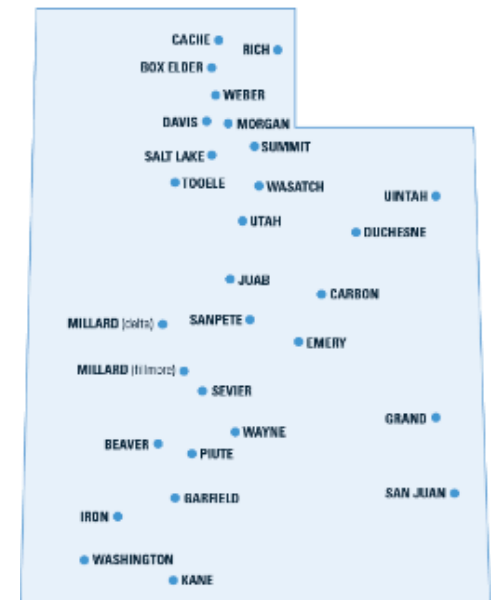 CACHE
RICH
BOX ELDER
WEBER
DAVIS
MORGAN
SUMMIT
SALT LAKE
TOOELE
WASATCH
UINTAH
UTAH
DUCHESNE
JUAB
CARBON
MILLARD (delta)
SANPETE
EMERY
MILLARD (fillmore)
SEVIER
GRAND
WAYNE
BEAVER
PIUTE
SAN JUAN
GARFIELD
IRON
WASHINGTON
KANE